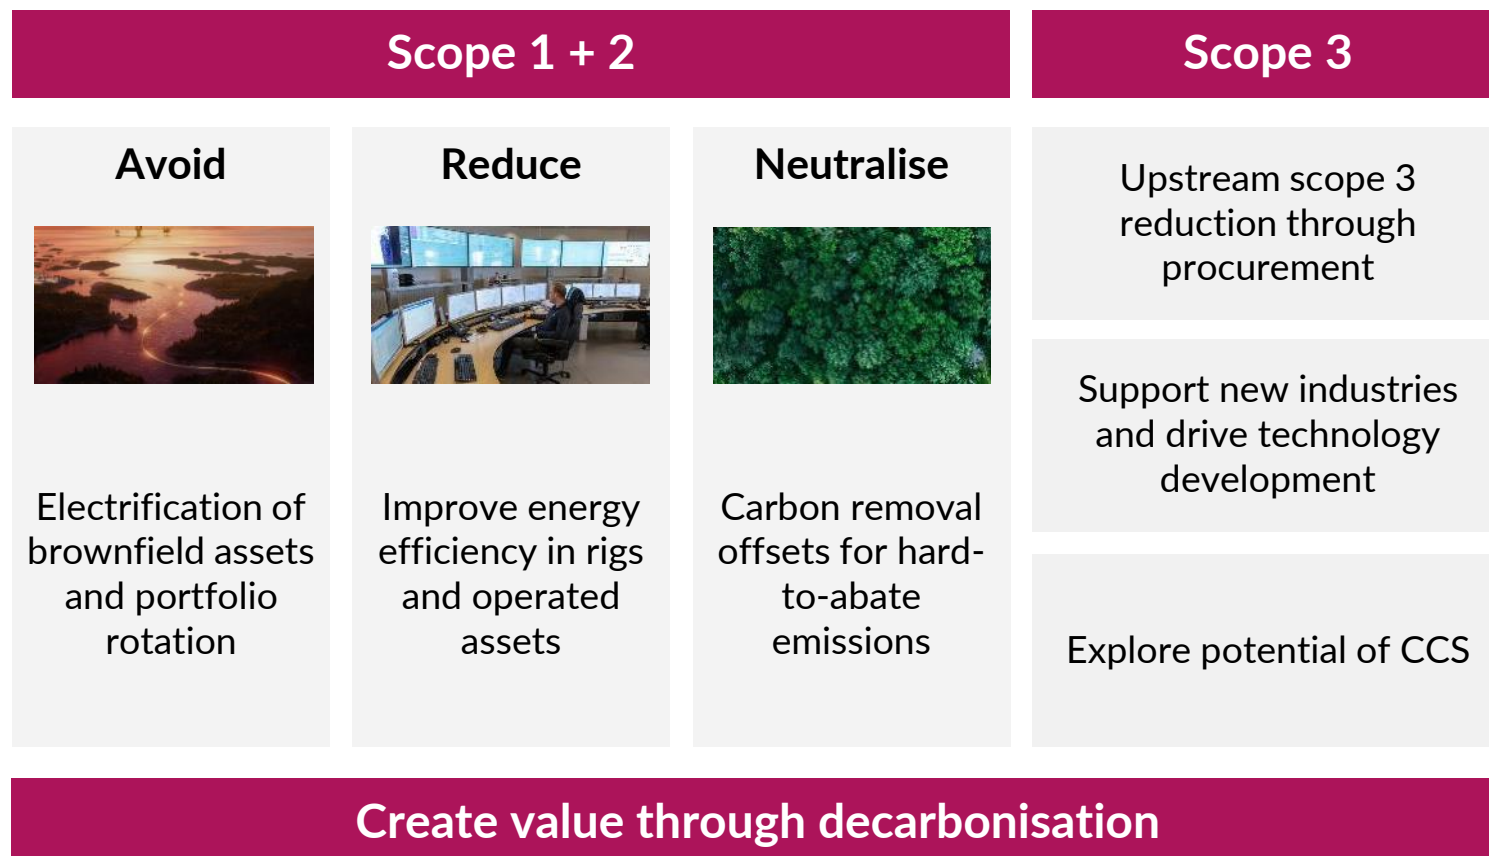 Scope 1 + 2
Scope 3
Avoid
Electrification of
brownfield assets
and portfolio
rotation
Reduce
Improve energy
efficiency in rigs
and operated
assets
Neutralise
Carbon removal
offsets for hard-
to-abate
emissions
Upstream scope 3
reduction through
procurement
Support new industries
and drive technology
development
Explore potential of CCS
Create value through decarbonisation